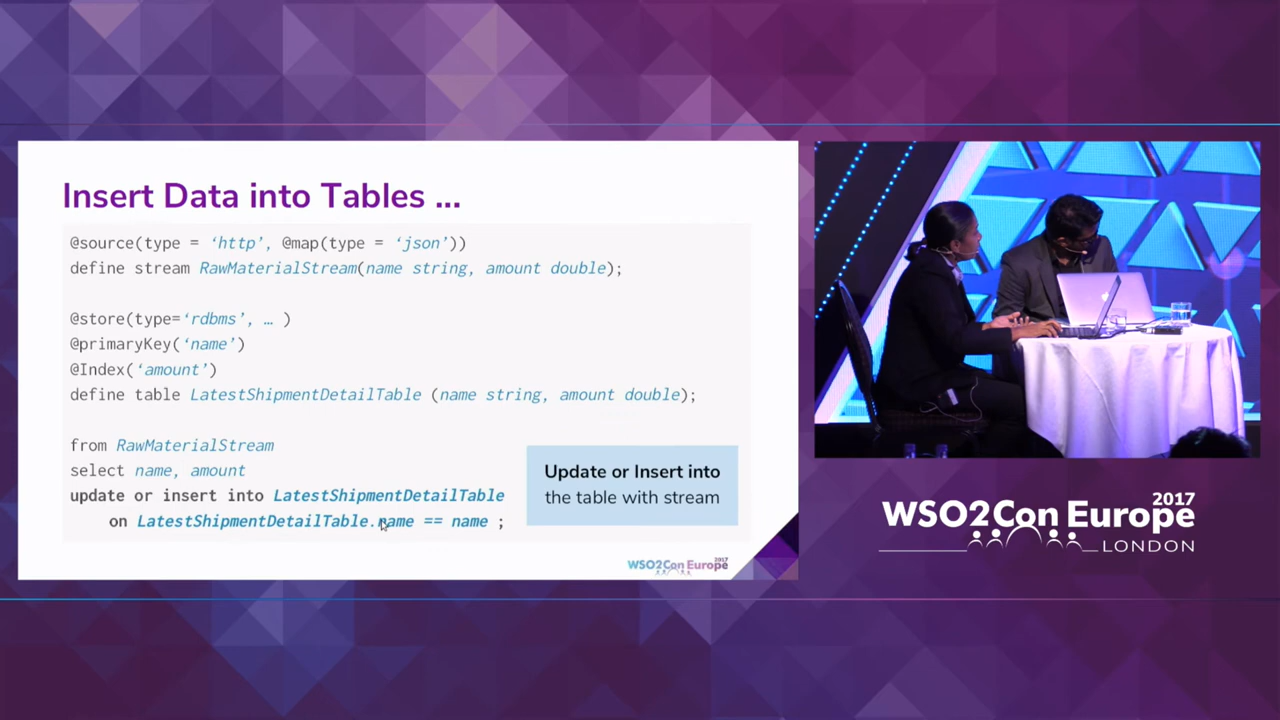 Insert Data into Tables ...
@source(type = ‘http’, @map(type = ‘json’))
define stream RawMaterialStream(name string, amount double);
@store(type=‘rdbms’, … )
@primaryKey(‘name’)
@Index(‘amount’)
define table LatestShipmentDetailTable (name string, amount double);
from RawMaterialStream
select name, amount
update or insert into LatestShipmentDetailTable
on LatestShipmentDetailTable.name == name ;
Update or Insert into
the table with stream
WSO2Con Europe 2017
WSO2Con Europe 2017
LONDON